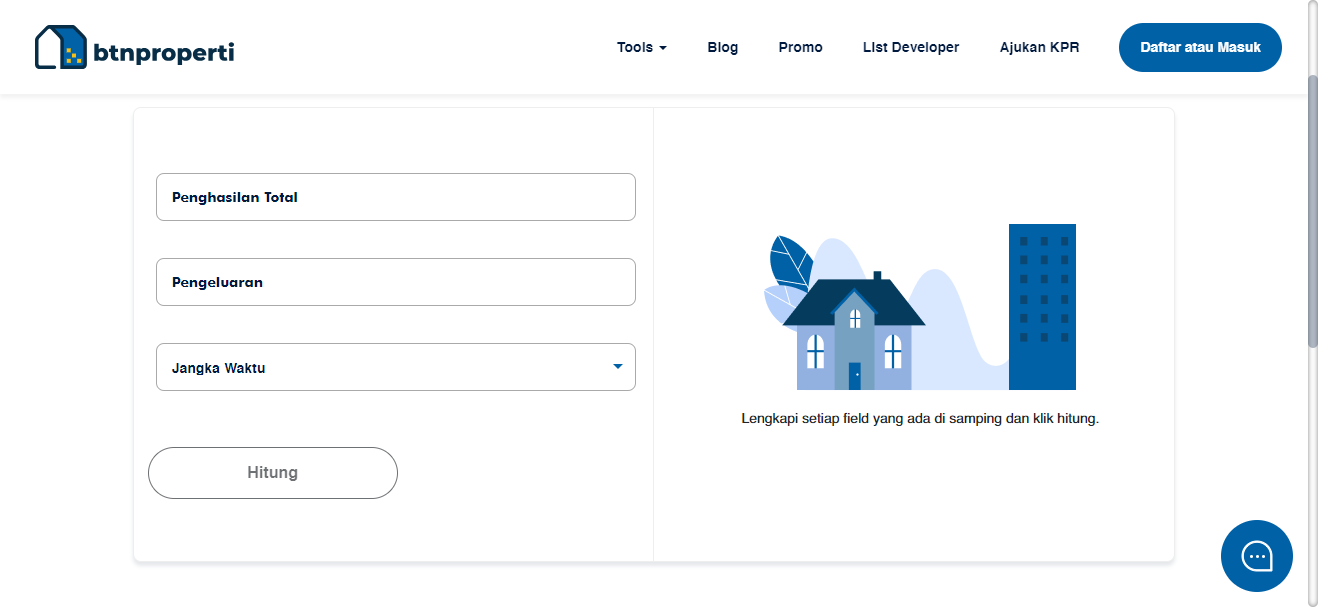 btnproperti
Tools
Blog
Promo
LIst Developer
Ajukan KPR
Daftar atau Masuk
Penghasilan Total
Pengeluaran
Jangka Waktu
Hitung
Lengkapi setiap field yang ada di samping dan klik hitung.